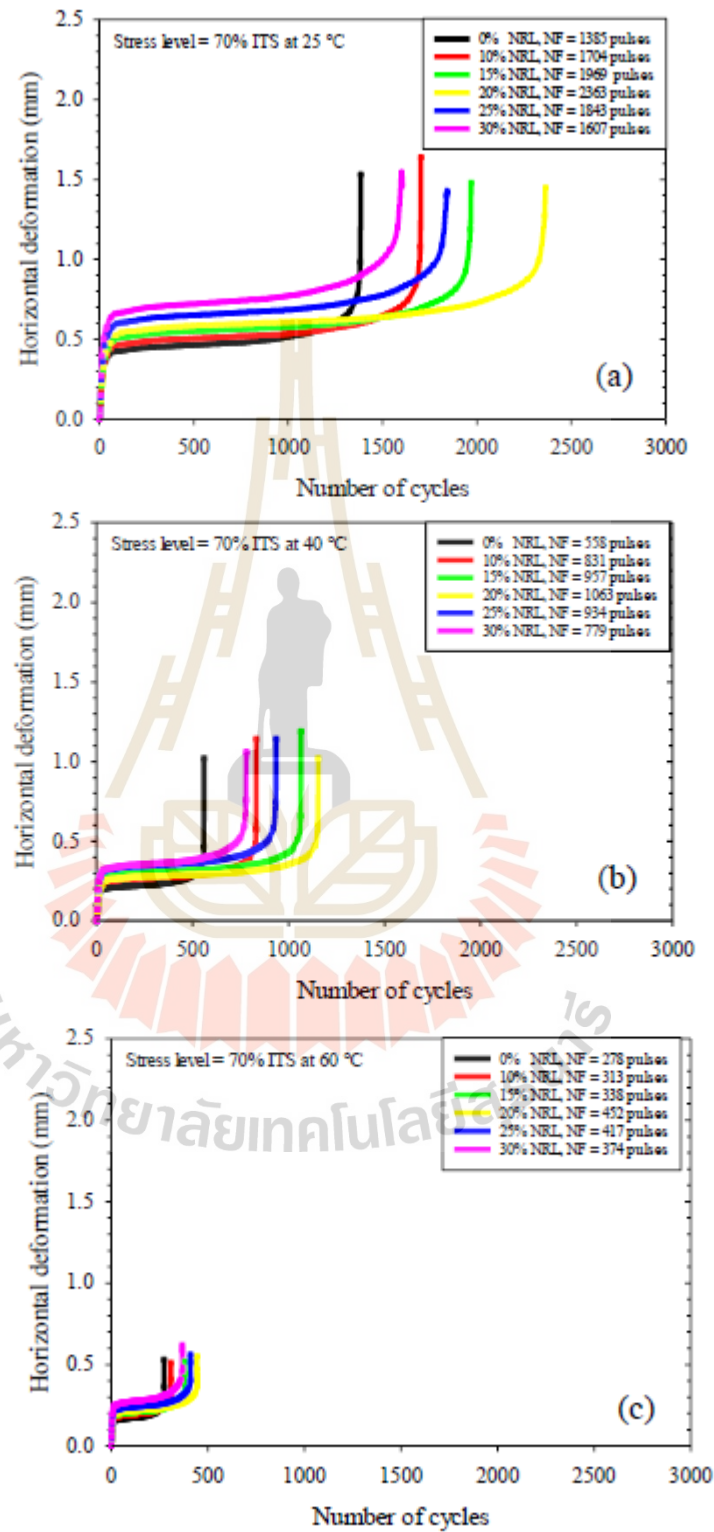 Stress level = 70% ITS at 25 °C
0% NRL, NF = 1385 pulses
10% NRL, NF = 1704 pulses
15% NRL, NF = 1969 pulses
20% NRL, NF = 2363 pulses
25% NRL, NF = 1843 pulses
30% NRL, NF = 1607 pulses
Horizontal deformation (mm)
2.5
2.0
1.5
1.0
0.5
0.0
(a)
0 500 1000 1500 2000 2500 3000
Number of cycles
Stress level = 70% ITS at 40 °C
0% NRL, NF = 558 pulses
10% NRL, NF = 831 pulses
15% NRL, NF = 957 pulses
20% NRL, NF = 1063 pulses
25% NRL, NF = 934 pulses
30% NRL, NF = 779 pulses
Horizontal deformation (mm)
2.5
2.0
1.5
1.0
0.5
0.0
(b)
0 500 1000 1500 2000 2500 3000
Number of cycles
Stress level = 70% ITS at 60 °C
0% NRL, NF = 278 pulses
10% NRL, NF = 313 pulses
15% NRL, NF = 338 pulses
20% NRL, NF = 452 pulses
25% NRL, NF = 417 pulses
30% NRL, NF = 374 pulses
Horizontal deformation (mm)
2.5
2.0
1.5
1.0
0.5
0.0
(c)
0 500 1000 1500 2000 2500 3000
Number of cycles